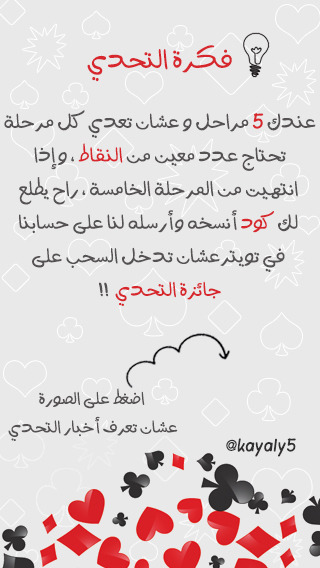 فكرة التحدي
عندك 5 مراحل و عشان تعدي كل مرحلة
تحتاج عدد معين من النقاط ، وإذا
انتهيت من المرحلة الخامسة ، راح يطلع
لك كود أنسخه وأرسله لنا على حسابنا
في تويتر عشان تدخل السحب على
جائزة التحدي !!
اضغط على الصورة
عشان تعرف أخبار التحدي
@kayaly5